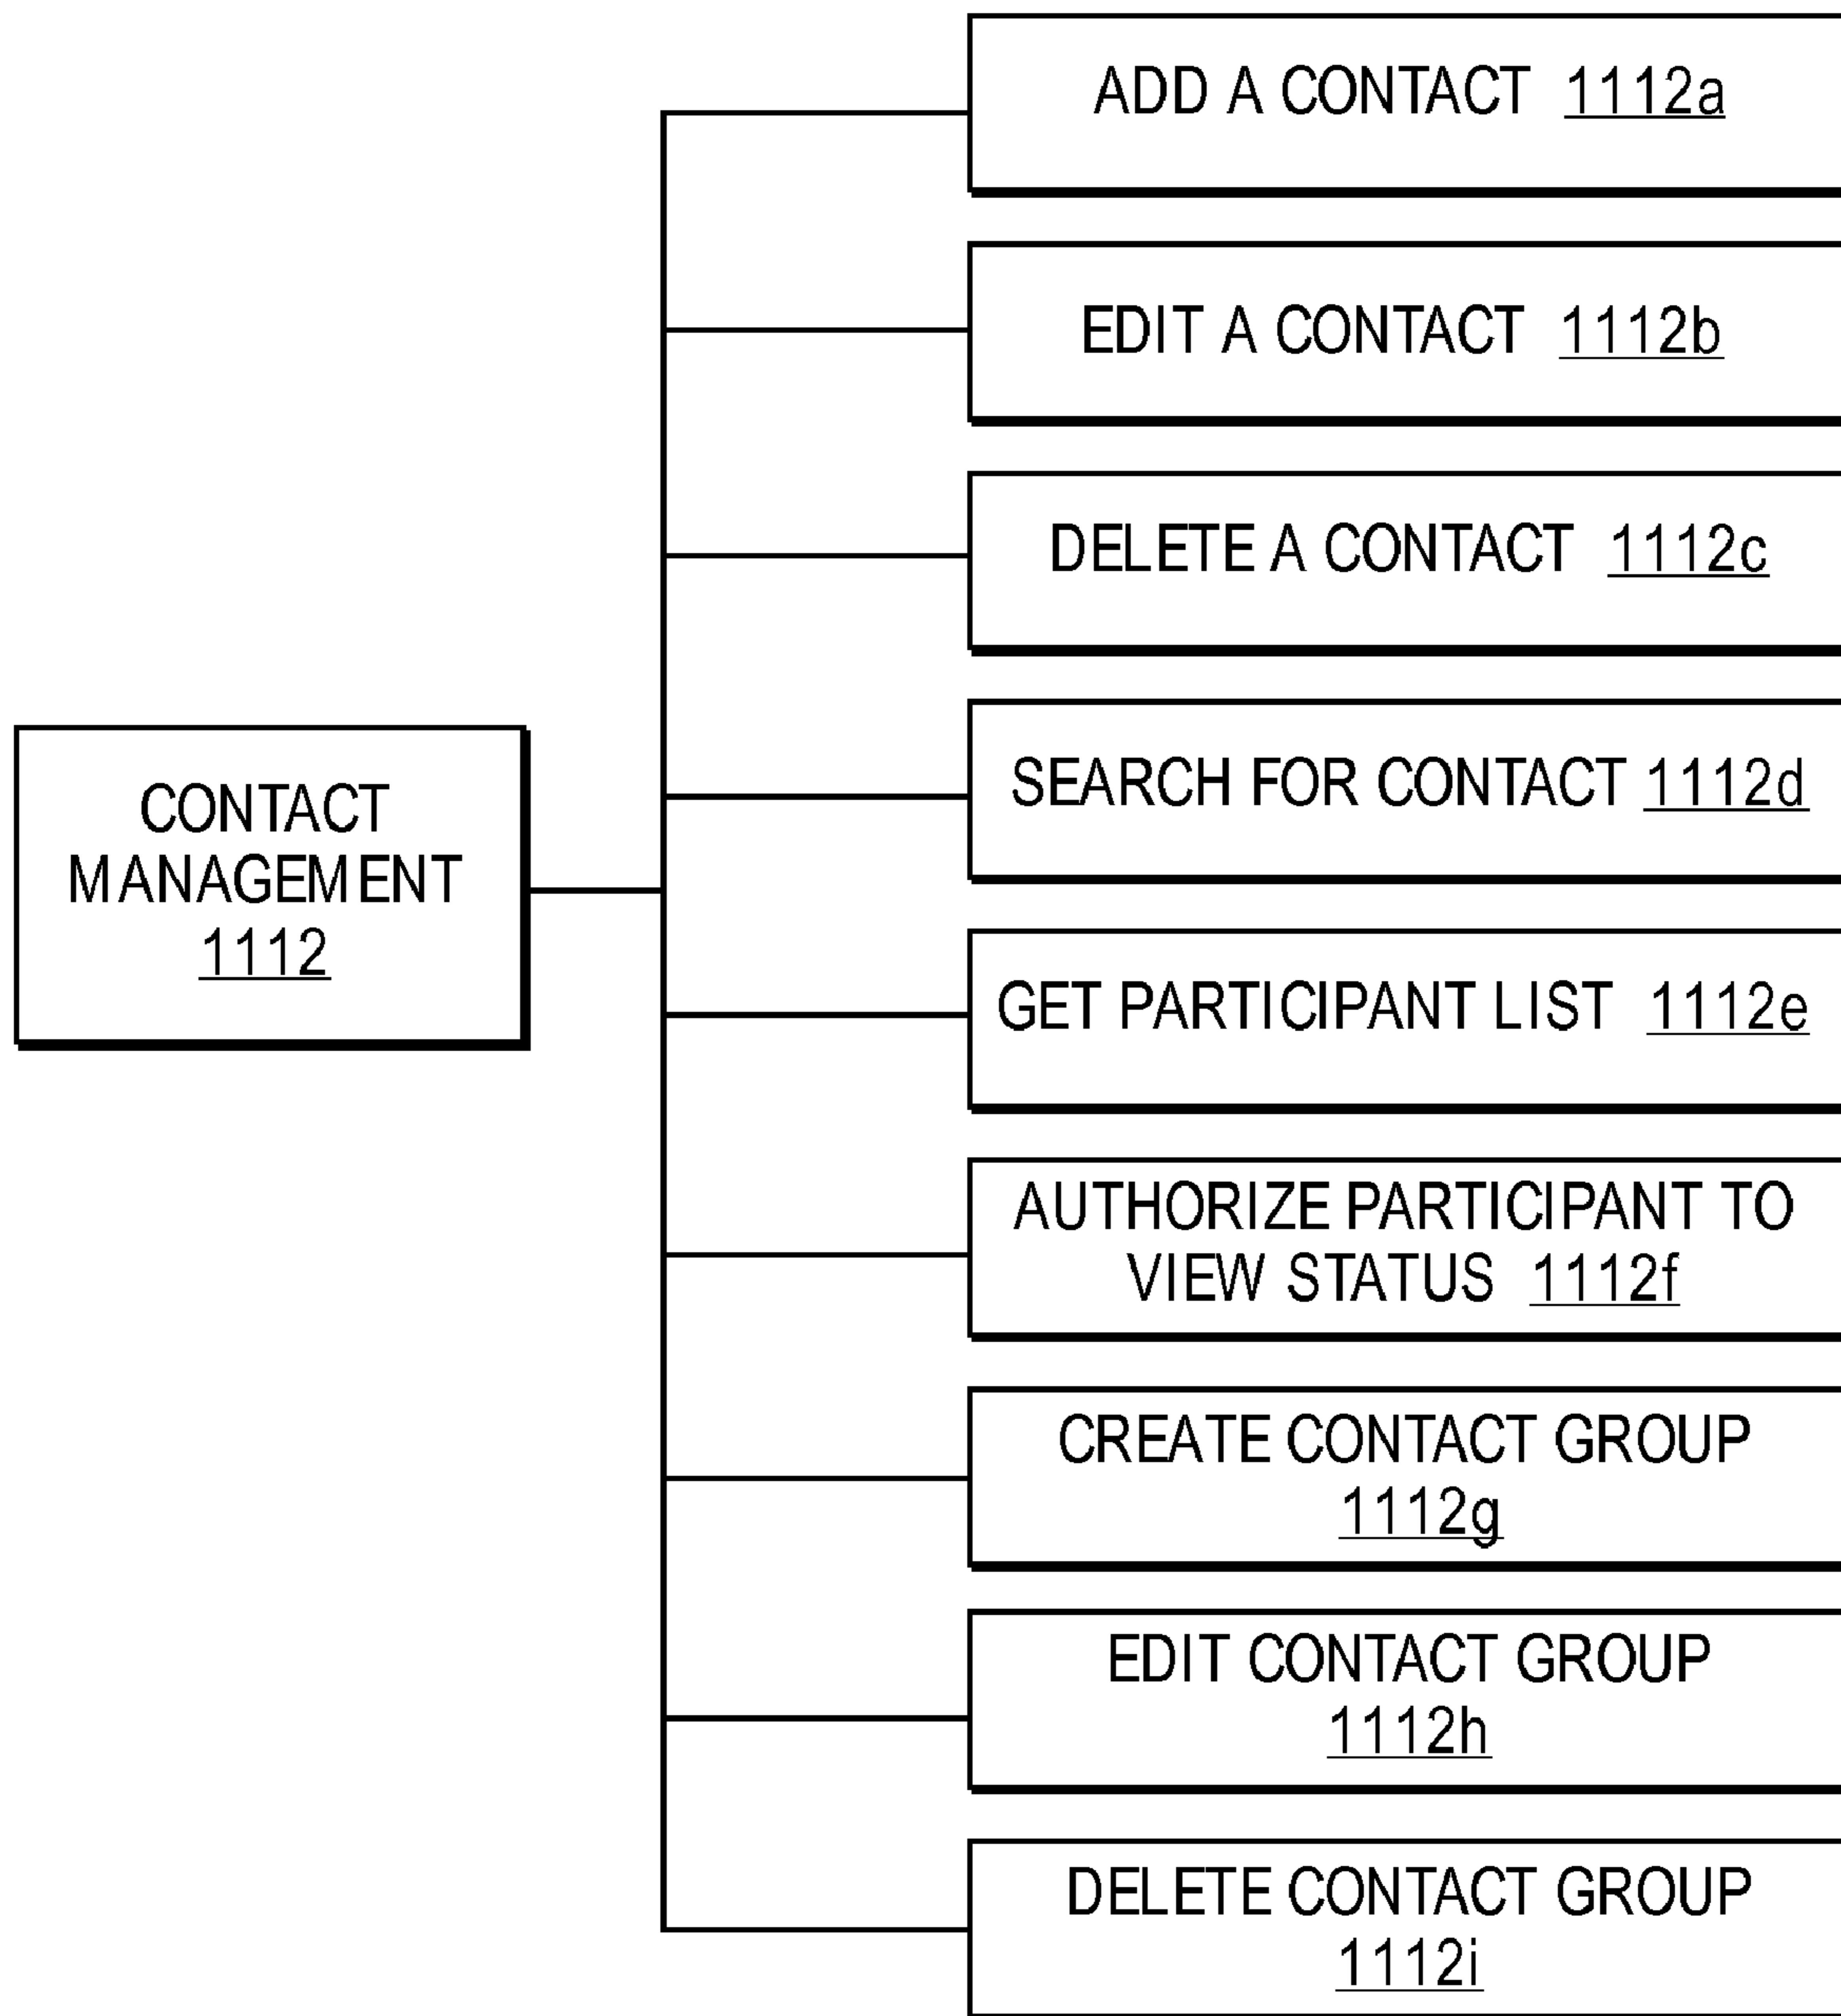 ADD A CONTACT 1112a
EDIT A CONTACT 1112b
DELETE A CONTACT 1112c
SEARCH FOR CONTACT 1112d
CONTACT
MANAGEMENT
1112
GET PARTICIPANT LIST 1112e
AUTHORIZE PARTICIPANT TO
VIEW STATUS 1112f
CREATE CONTACT GROUP
1112g
EDIT CONTACT GROUP
1112h
DELETE CONTACT GROUP
1112i